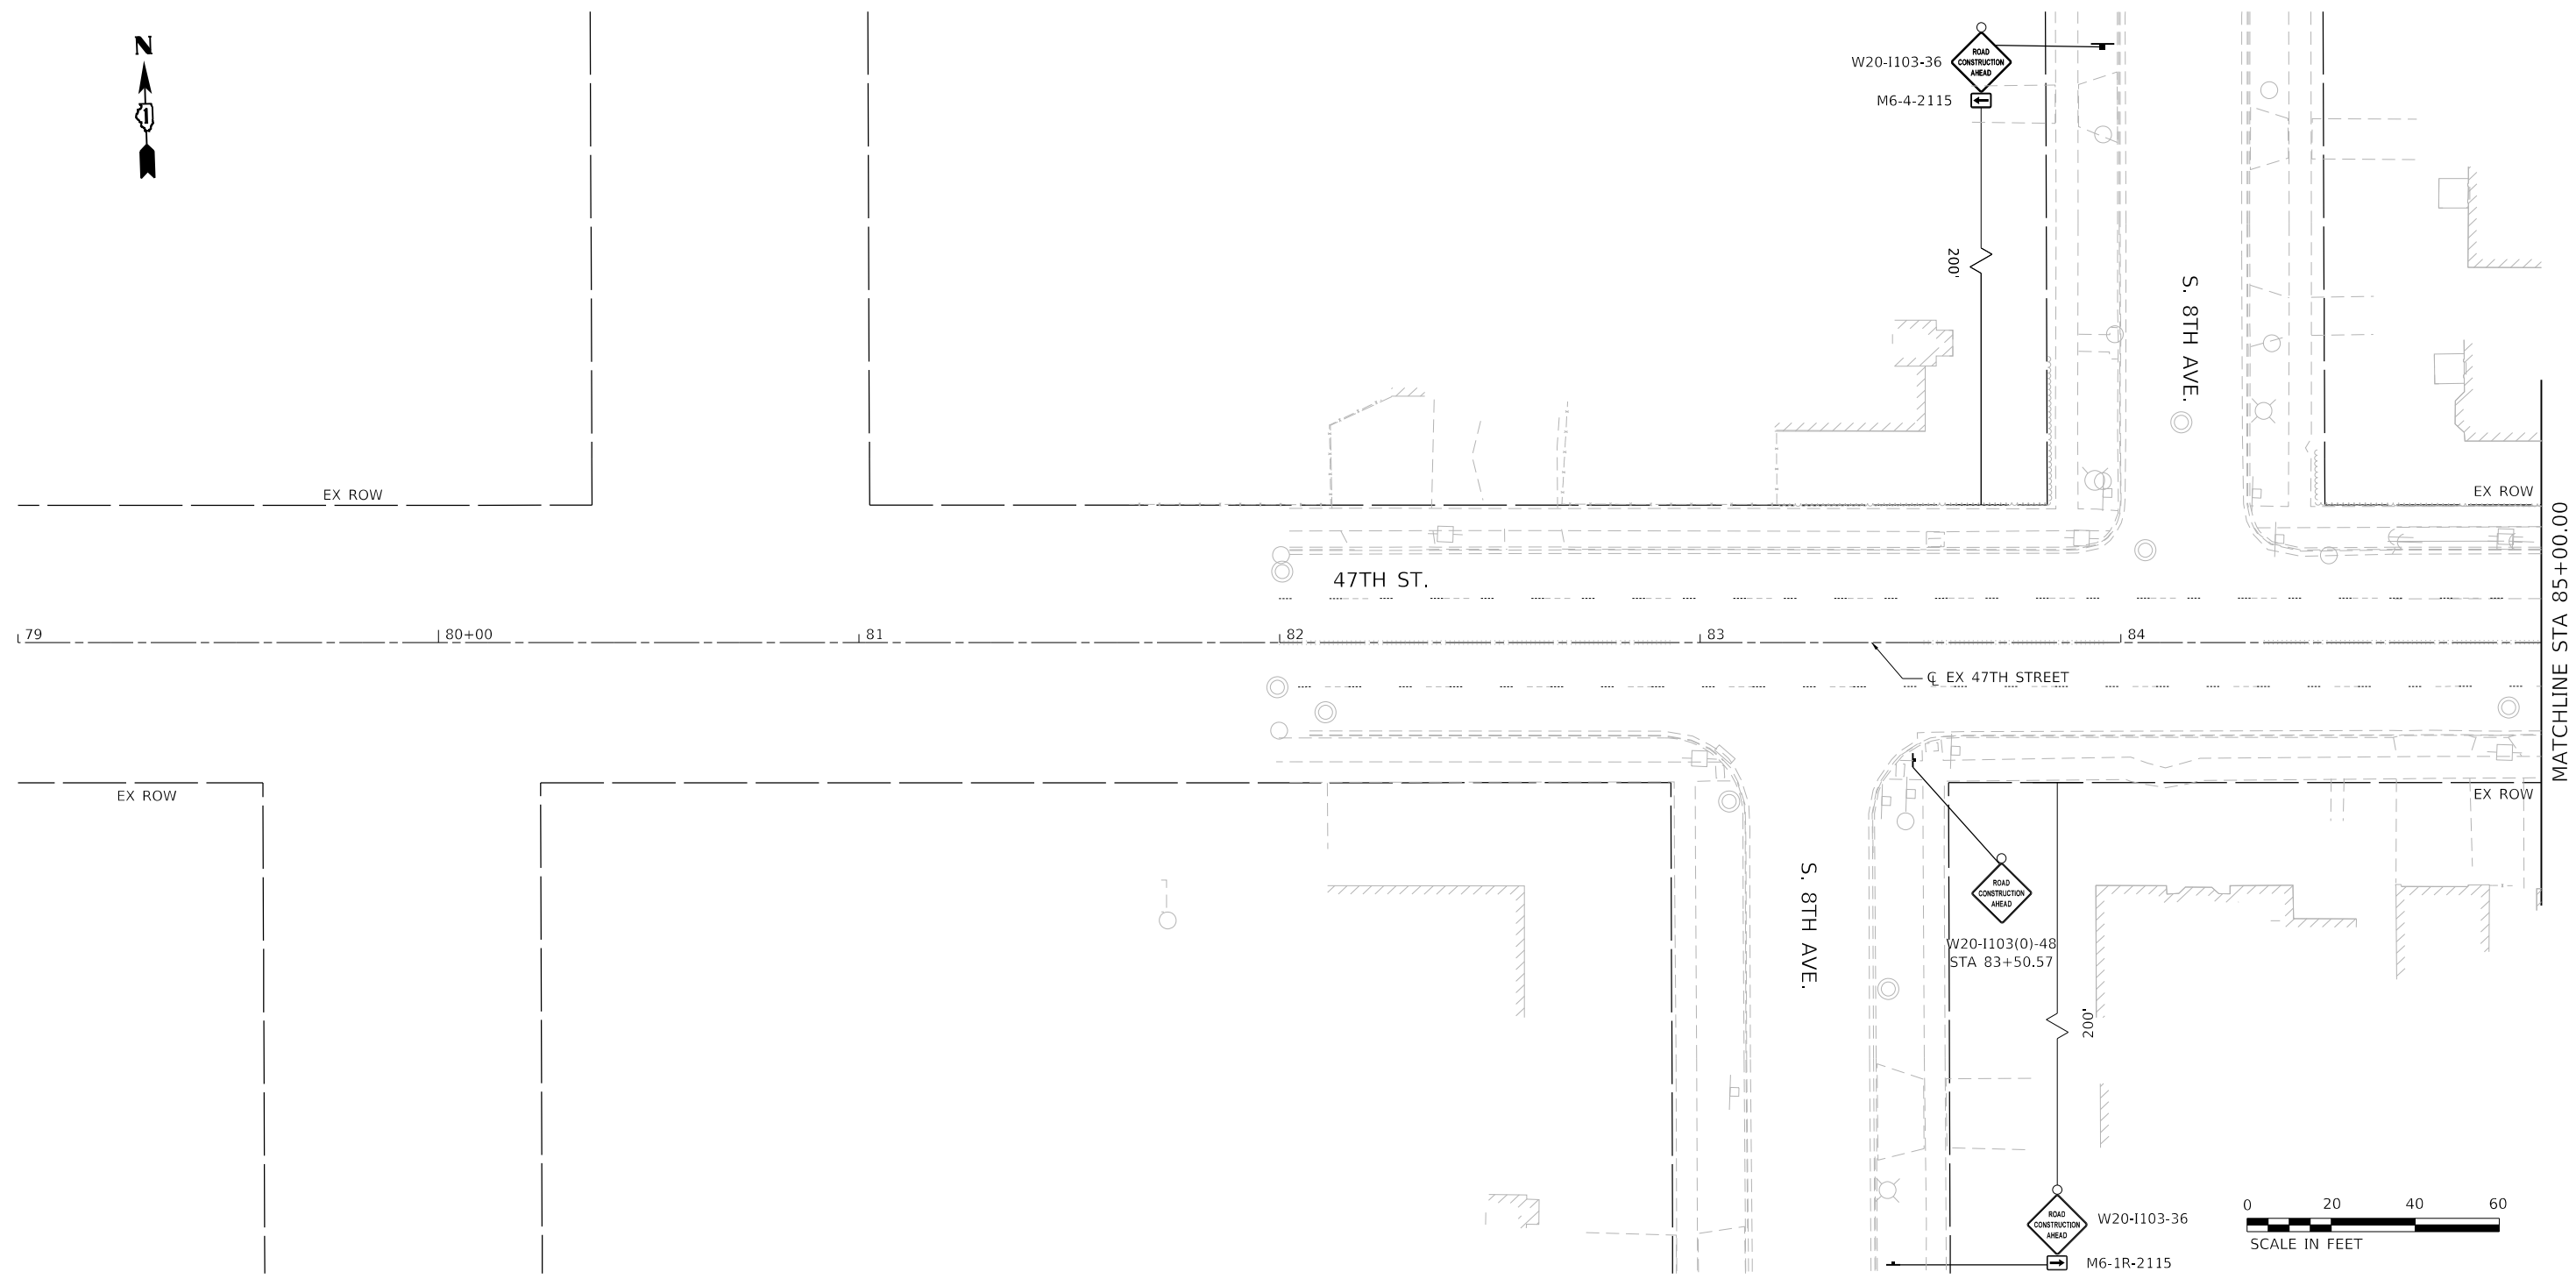 N
1
ROAD
CONSTRUCTION
AHEAD
W20-I103-36
M6-4-2115
200'
S. 8TH AVE.
EX ROW
EX ROW
47TH ST.
79
80+00
81
82
83
84
℄ EX 47TH STREET
MATCHLINE STA 85+00.00
EX ROW
EX ROW
S. 8TH AVE.
ROAD
CONSTRUCTION
AHEAD
W20-I103(0)-48
STA 83+50.57
200'
ROAD
CONSTRUCTION
AHEAD
W20-I103-36
M6-1R-2115
0 20 40 60
SCALE IN FEET